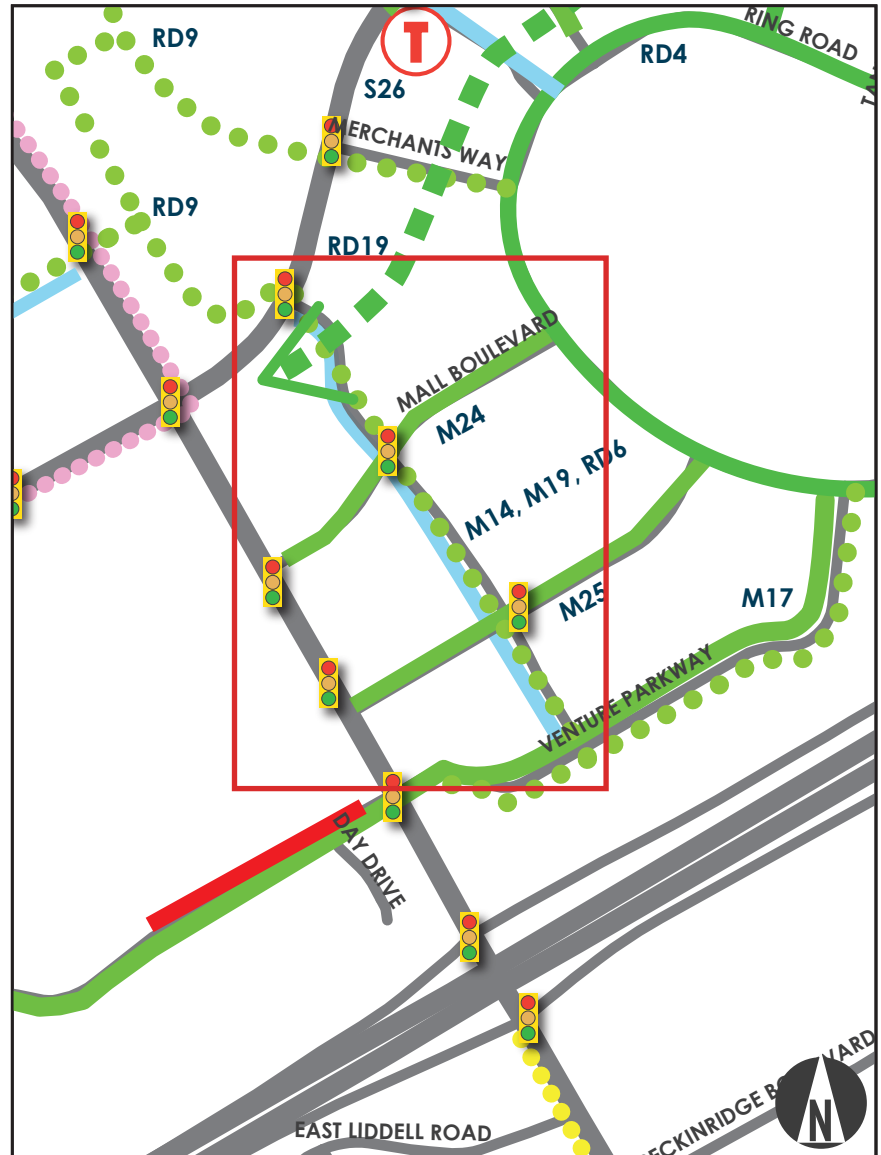 RING ROAD
RD9
RD4
T
S26
MERCHANTS WAY
RD9
RD19
MALL BOULEVARD
M24
M14, M19, RD6
M25
M17
VENTURE PARKWAY
DAY DRIVE
EAST LIDDELL ROAD
N